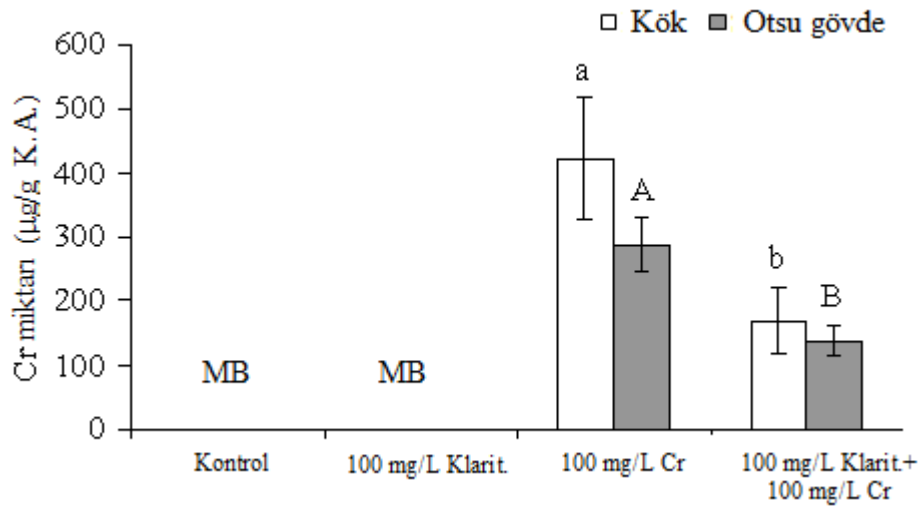 Kök Otsu gövde
Cr miktarı (µg/g K.A.)
600
500
400
300
200
100
0
a
A
b
B
MB MB
Kontrol 100 mg/L Klarit. 100 mg/L Cr 100 mg/L Klarit.+
100 mg/L Cr